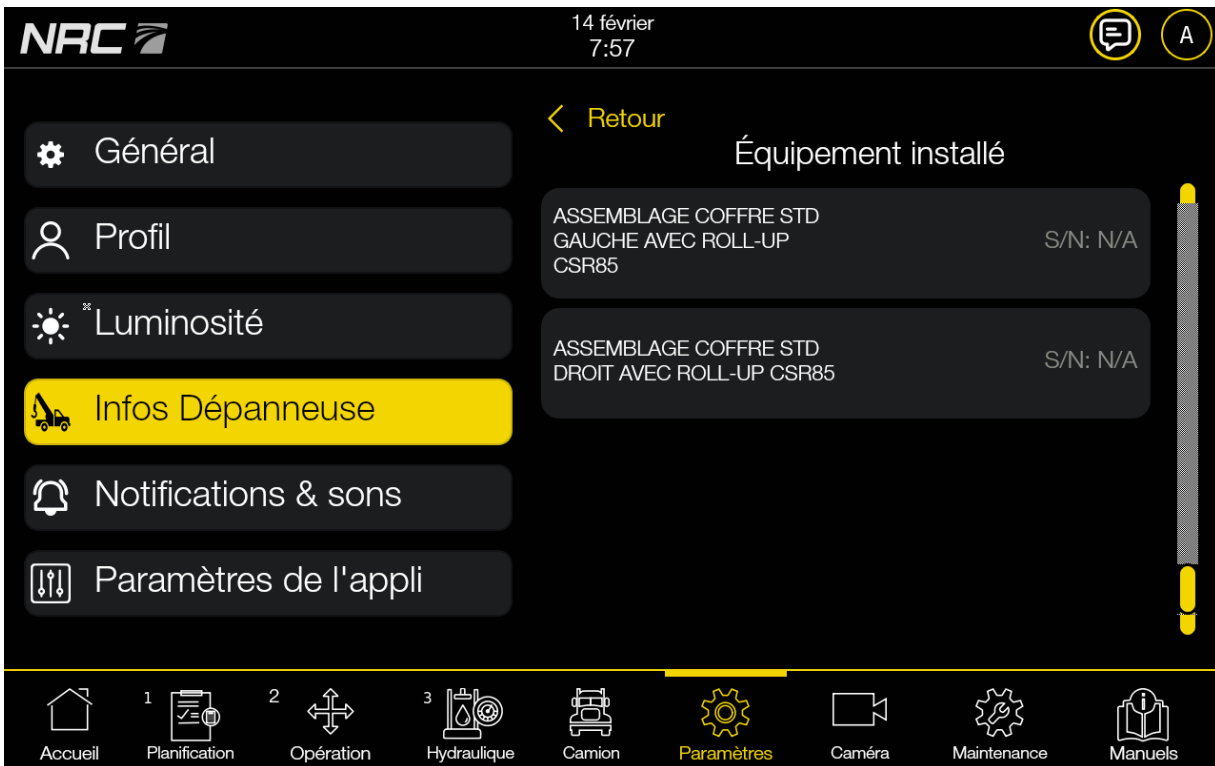 NRC
14 février
7:57
A
Général
Profil
Luminosité
Infos Dépanneuse
Notifications & sons
Paramètres de l'appli
Retour
Équipement installé
ASSEMBLAGE COFFRE STD
GAUCHE AVEC ROLL-UP
CSR85
S/N: N/A
ASSEMBLAGE COFFRE STD
DROIT AVEC ROLL-UP CSR85
S/N: N/A
Accueil
1
Planification
2
Opération
3
Hydraulique
Camion
Paramètres
Caméra
Maintenance
Manuels